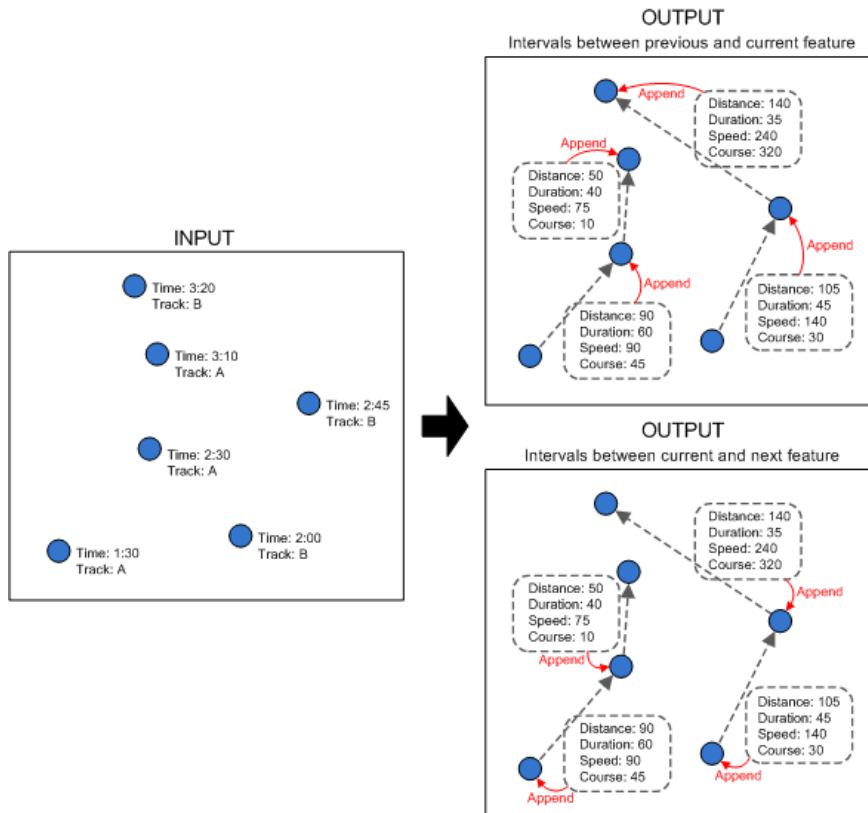 INPUT
Time: 3:20
Track: B
Time: 3:10
Track: A
Time: 2:45
Track: B
Time: 2:30
Track: A
Time: 2:00
Track: B
Time: 1:30
Track: A
OUTPUT
Intervals between previous and current feature
Append
Distance: 140
Duration: 35
Speed: 240
Course: 320
Append
Distance: 50
Duration: 40
Speed: 75
Course: 10
Append
Distance: 105
Duration: 45
Speed: 140
Course: 30
Append
Distance: 90
Duration: 60
Speed: 90
Course: 45
OUTPUT
Intervals between current and next feature
Distance: 140
Duration: 35
Speed: 240
Course: 320
Append
Distance: 50
Duration: 40
Speed: 75
Course: 10
Append
Distance: 105
Duration: 45
Speed: 140
Course: 30
Append
Distance: 90
Duration: 60
Speed: 90
Course: 45
Append